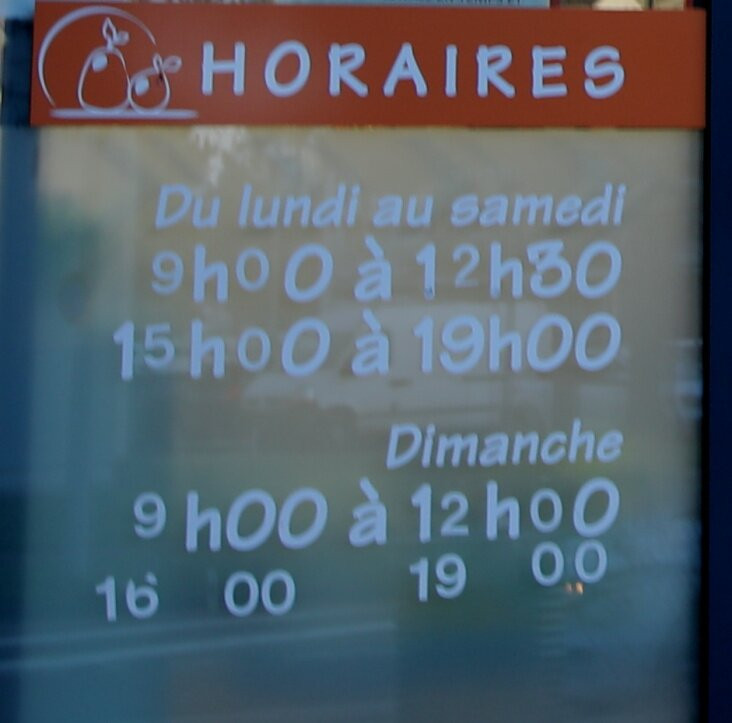 HORAIRES
Du lundi au samedi
9h00 à 12h30
15h00 à 19h00
Dimanche
9h00 à 12h00
16 00 19 00